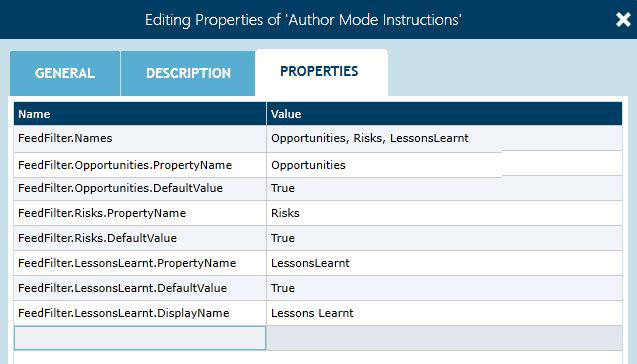 Editing Properties of 'Author Mode Instructions'
GENERAL DESCRIPTION PROPERTIES
Name Value
FeedFilter.Names Opportunities, Risks, LessonsLearnt
FeedFilter.Opportunities.PropertyName Opportunities
FeedFilter.Opportunities.DefaultValue True
FeedFilter.Risks.PropertyName Risks
FeedFilter.Risks.DefaultValue True
FeedFilter.LessonsLearnt.PropertyName LessonsLearnt
FeedFilter.LessonsLearnt.DefaultValue True
FeedFilter.LessonsLearnt.DisplayName Lessons Learnt